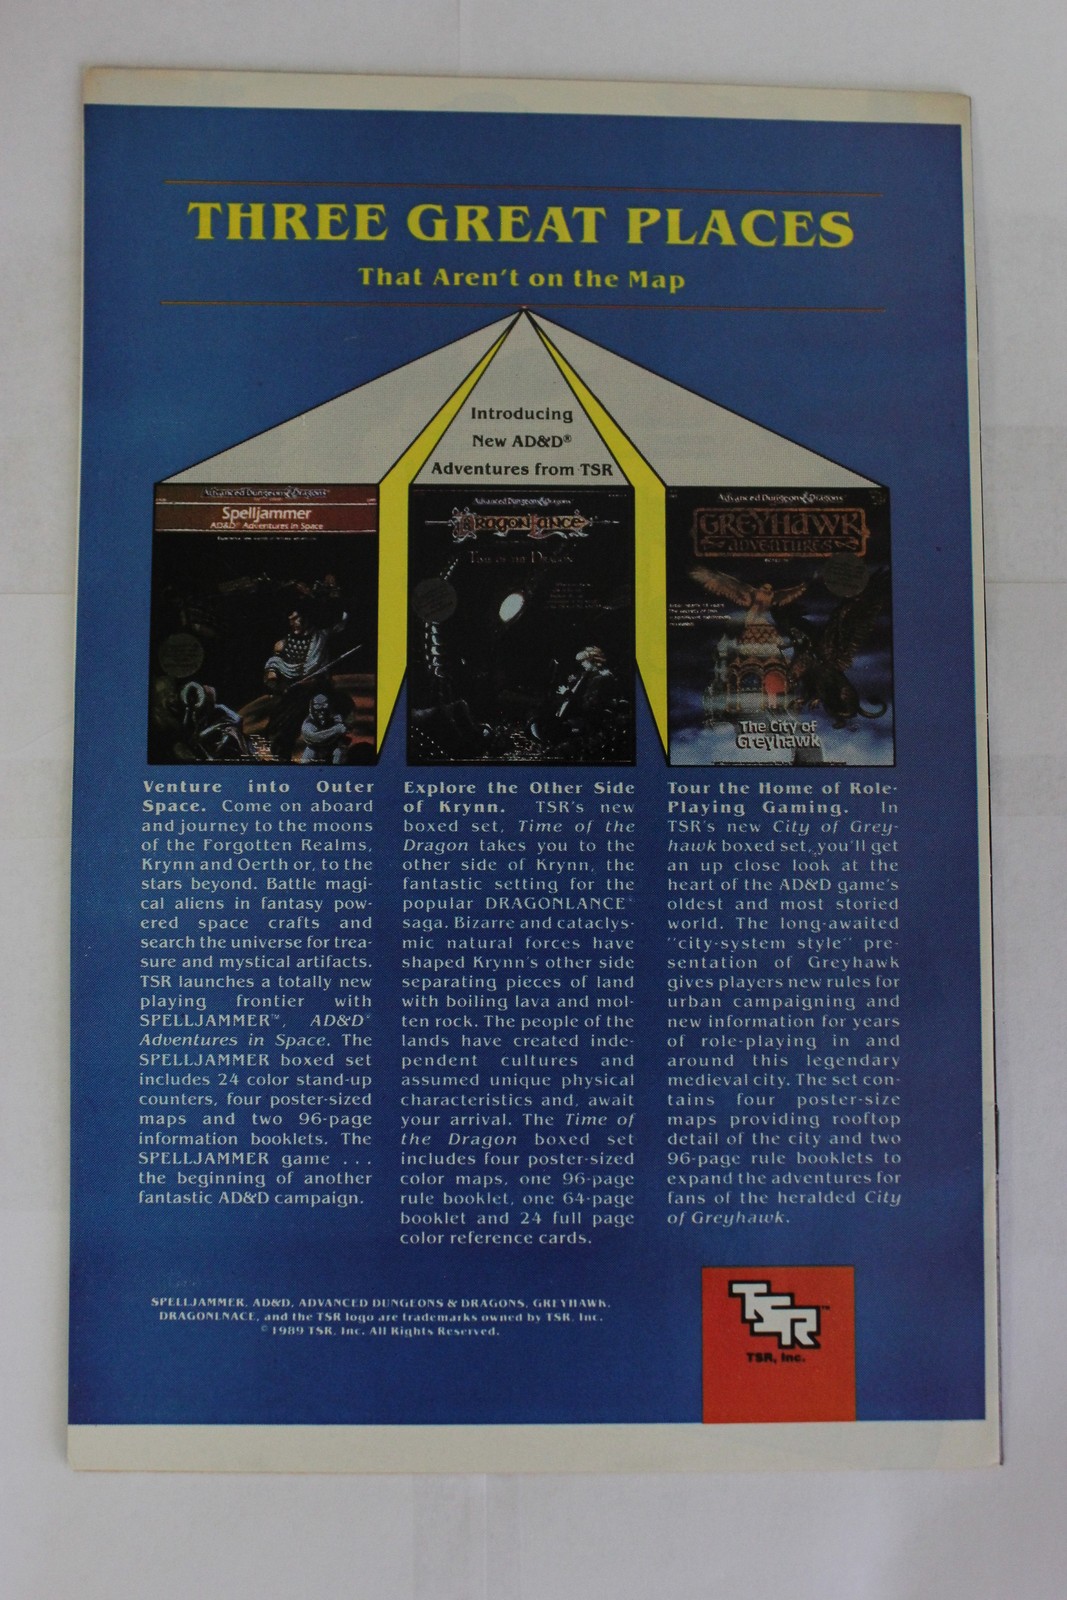 THREE GREAT PLACES
That Aren't on the Map
Introducing
New AD&D®
Adventures from TSR
Advanced Dungeons & Dragons
Spelljammer
AD&D® Adventures in Space
Advanced Dungeons & Dragons
DragonLance
Time of the Dragon
Advanced Dungeons & Dragons
GREYHAWK
ADVENTURES
The City of
Greyhawk
Venture into Outer
Space. Come on aboard
and journey to the moons
of the Forgotten Realms,
Krynn and Oerth or, to the
stars beyond. Battle magi-
cal aliens in fantasy pow-
ered space crafts and
search the universe for trea-
sure and mystical artifacts.
TSR launches a totally new
playing frontier with
SPELLJAMMER™, AD&D®
Adventures in Space. The
SPELLJAMMER boxed set
includes 24 color stand-up
counters, four poster-sized
maps and two 96-page
information booklets. The
SPELLJAMMER game . . .
the beginning of another
fantastic AD&D campaign.
Explore the Other Side
of Krynn. TSR's new
boxed set, Time of the
Dragon takes you to the
other side of Krynn, the
fantastic setting for the
popular DRAGONLANCE®
saga. Bizarre and cataclys-
mic natural forces have
shaped Krynn's other side
separating pieces of land
with boiling lava and mol-
ten rock. The people of the
lands have created inde-
pendent cultures and
assumed unique physical
characteristics and, await
your arrival. The Time of
the Dragon boxed set
includes four poster-sized
color maps, one 96-page
rule booklet, one 64-page
booklet and 24 full page
color reference cards.
Tour the Home of Role-
Playing Gaming. In
TSR's new City of Grey-
hawk boxed set, you'll get
an up close look at the
heart of the AD&D game's
oldest and most storied
world. The long-awaited
"city-system style" pre-
sentation of Greyhawk
gives players new rules for
urban campaigning and
new information for years
of role-playing in and
around this legendary
medieval city. The set con-
tains four poster-size
maps providing rooftop
detail of the city and two
96-page rule booklets to
expand the adventures for
fans of the heralded City
of Greyhawk.
SPELLJAMMER, AD&D, ADVANCED DUNGEONS & DRAGONS, GREYHAWK,
DRAGONLNACE, and the TSR logo are trademarks owned by TSR, Inc.
© 1989 TSR, Inc. All Rights Reserved.
TSR™
TSR, Inc.